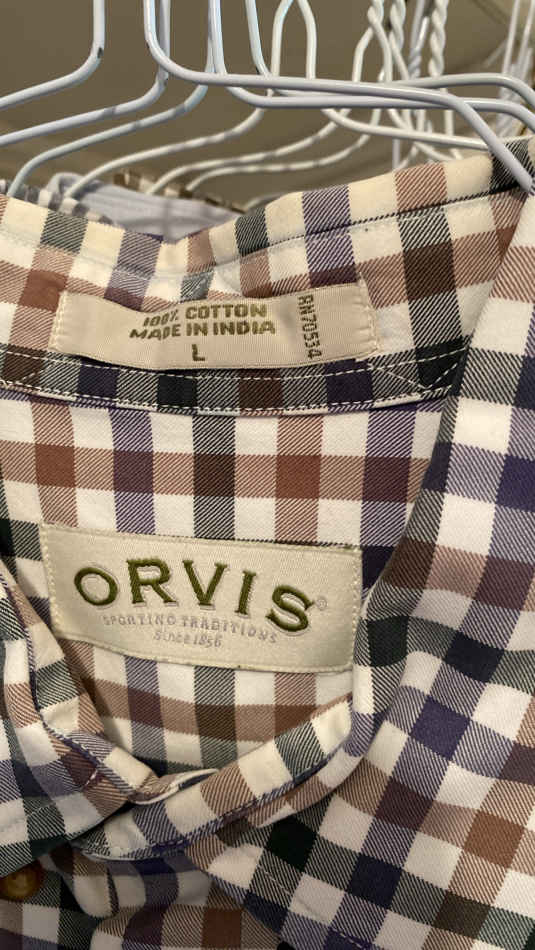 100% COTTON
MADE IN INDIA
L
RN70534
ORVIS®
SPORTING TRADITIONS
Since 1856